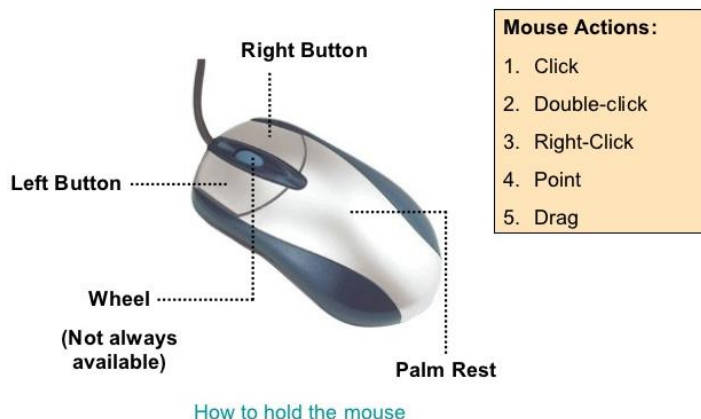 Right Button
Left Button
Wheel
(Not always
available)
Palm Rest
Mouse Actions:
1. Click
2. Double-click
3. Right-Click
4. Point
5. Drag
How to hold the mouse